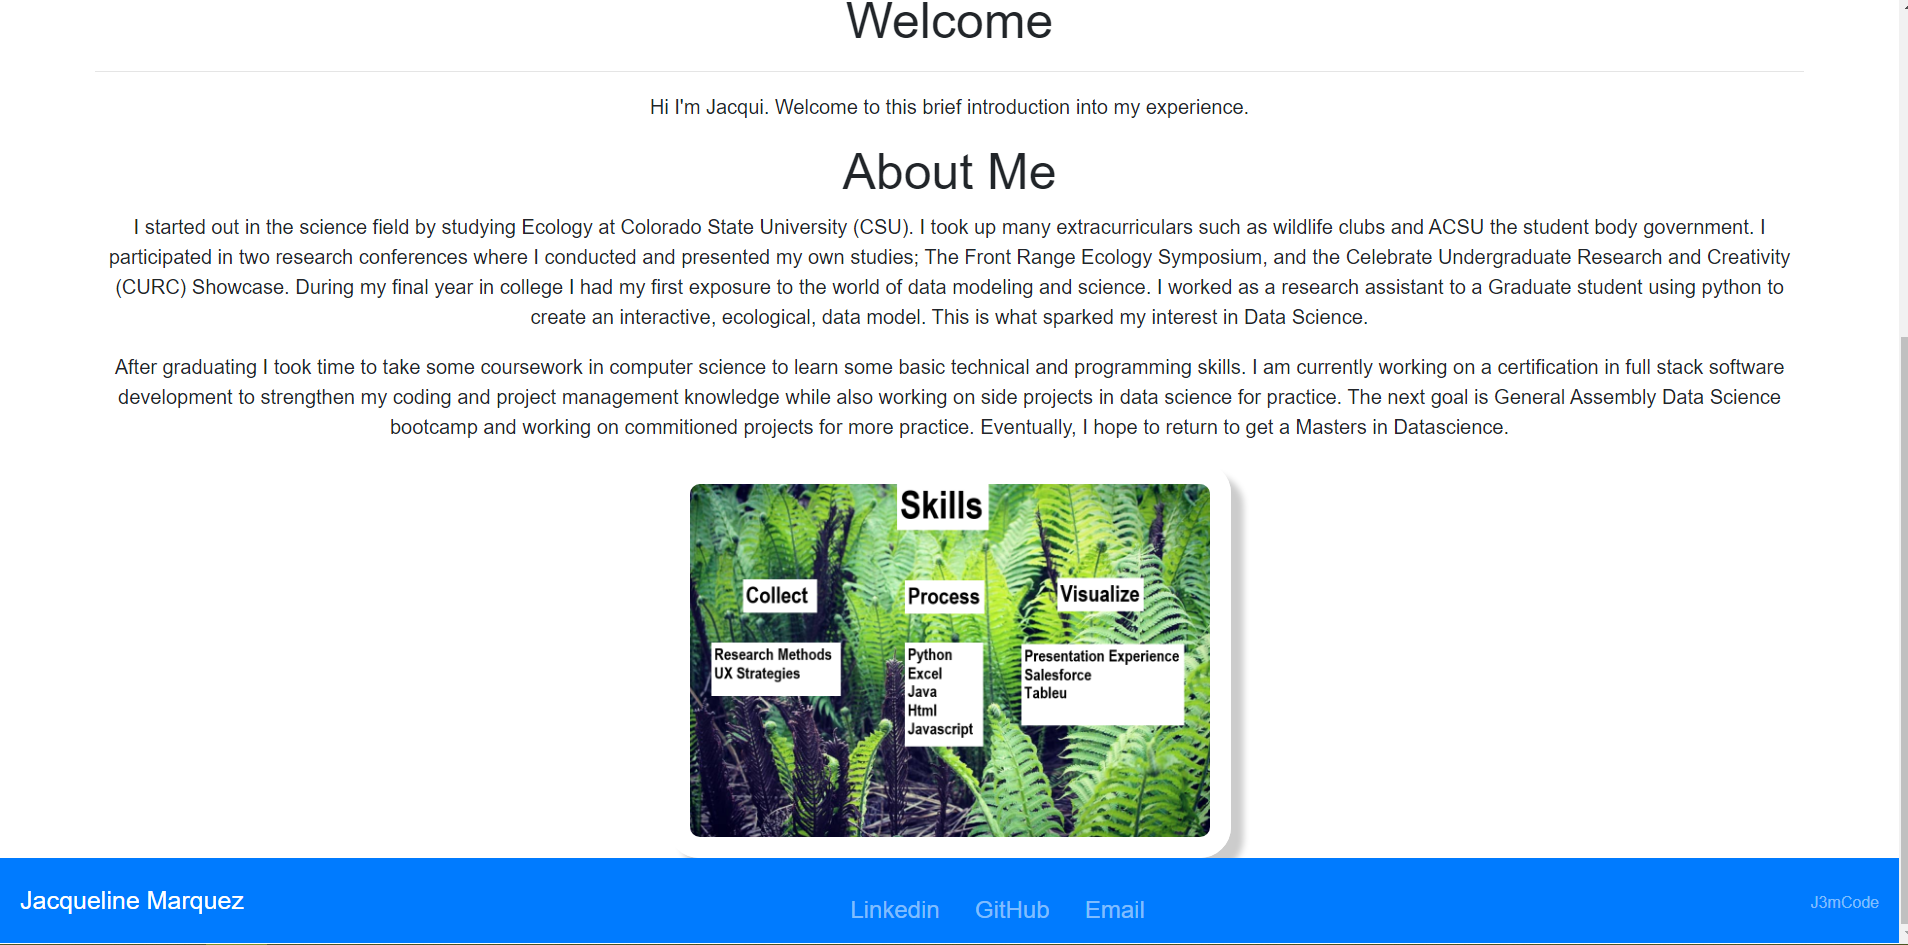 Welcome
Hi I'm Jacqui. Welcome to this brief introduction into my experience.
About Me
I started out in the science field by studying Ecology at Colorado State University (CSU). I took up many extracurriculars such as wildlife clubs and ACSU the student body government. I
participated in two research conferences where I conducted and presented my own studies; The Front Range Ecology Symposium, and the Celebrate Undergraduate Research and Creativity
(CURC) Showcase. During my final year in college I had my first exposure to the world of data modeling and science. I worked as a research assistant to a Graduate student using python to
create an interactive, ecological, data model. This is what sparked my interest in Data Science.
After graduating I took time to take some coursework in computer science to learn some basic technical and programming skills. I am currently working on a certification in full stack software
development to strengthen my coding and project management knowledge while also working on side projects in data science for practice. The next goal is General Assembly Data Science
bootcamp and working on commitioned projects for more practice. Eventually, I hope to return to get a Masters in Datascience.
Skills
Collect
Research Methods
UX Strategies
Process
Python
Excel
Java
Html
Javascript
Visualize
Presentation Experience
Salesforce
Tableu
Jacqueline Marquez
Linkedin GitHub Email
J3mCode